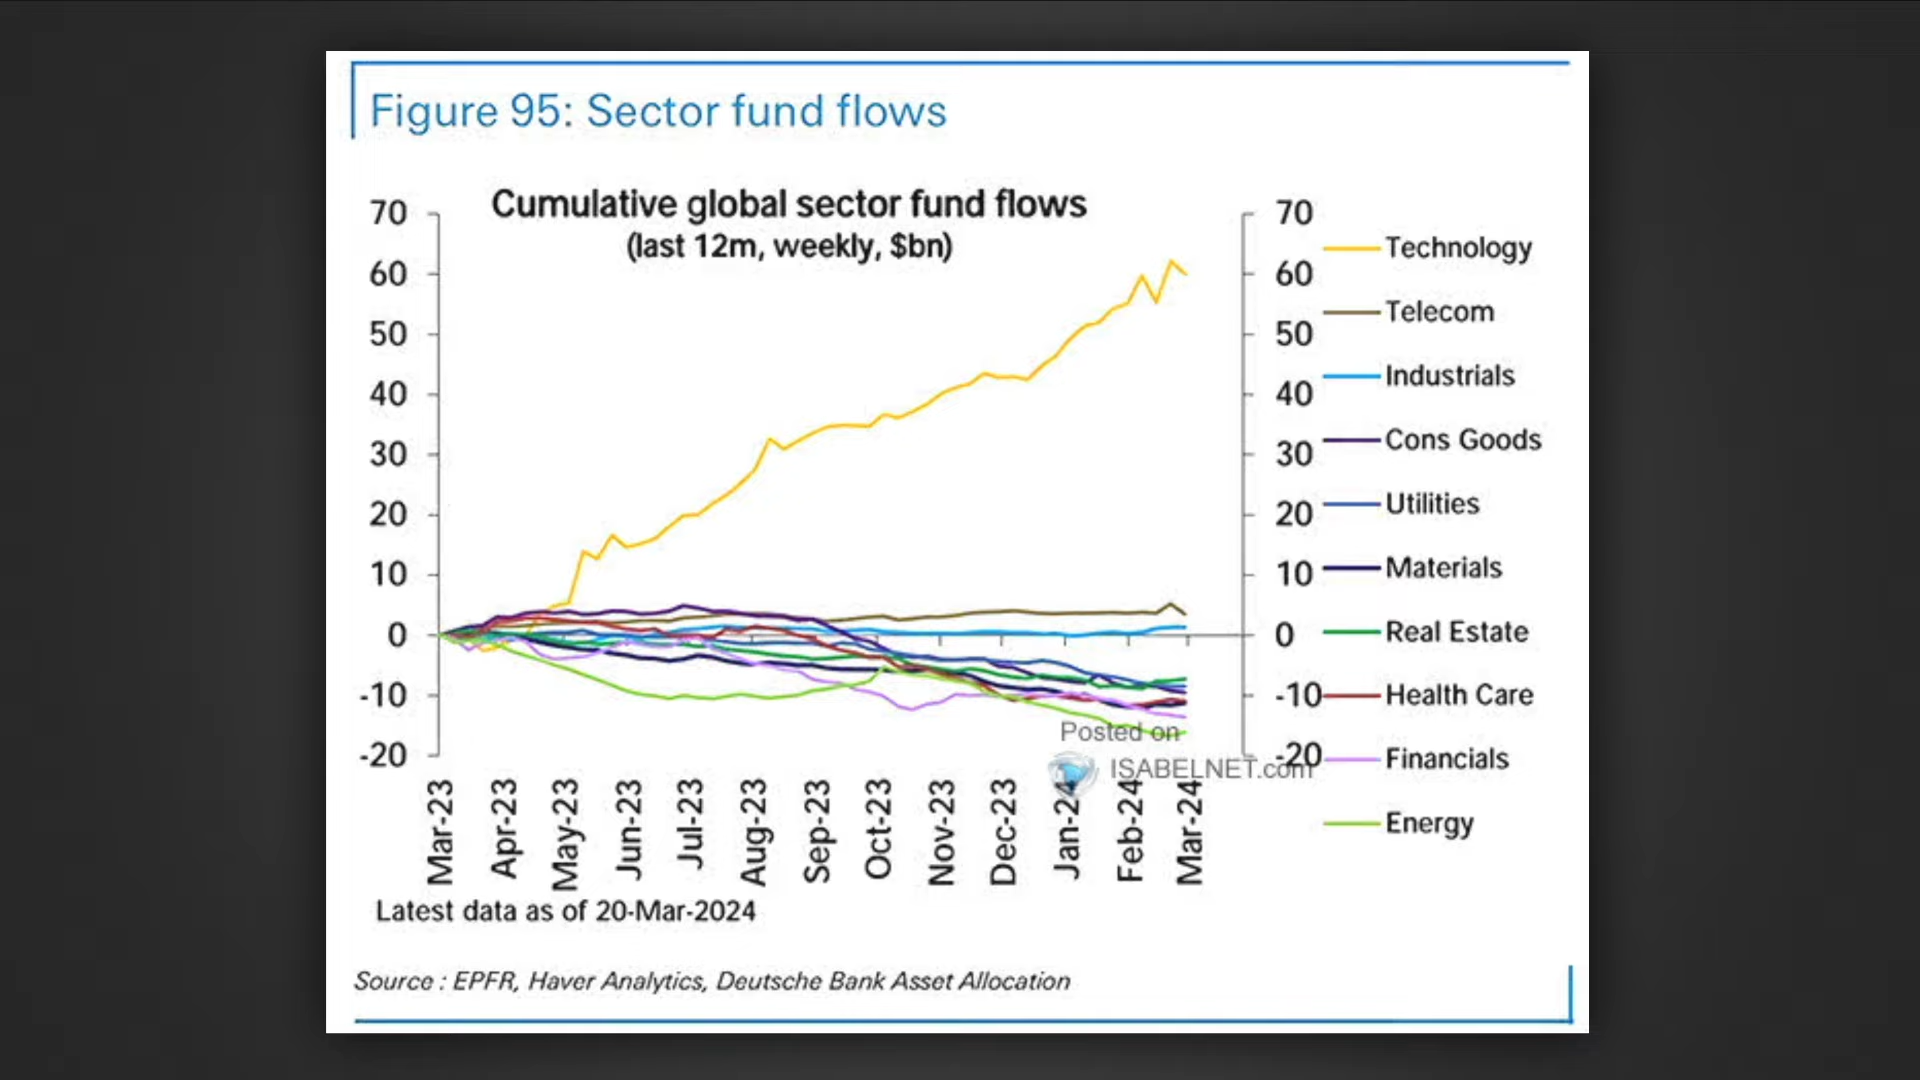 Figure 95: Sector fund flows
Cumulative global sector fund flows
(last 12m, weekly, $bn)
70
60
50
40
30
20
10
0
-10
-20
70
60
50
40
30
20
10
0
-10
-20
Technology
Telecom
Industrials
Cons Goods
Utilities
Materials
Real Estate
Health Care
Financials
Energy
Posted on
ISABELNET.com
Mar-23
Apr-23
May-23
Jun-23
Jul-23
Aug-23
Sep-23
Oct-23
Nov-23
Dec-23
Jan-24
Feb-24
Mar-24
Latest data as of 20-Mar-2024
Source : EPFR, Haver Analytics, Deutsche Bank Asset Allocation